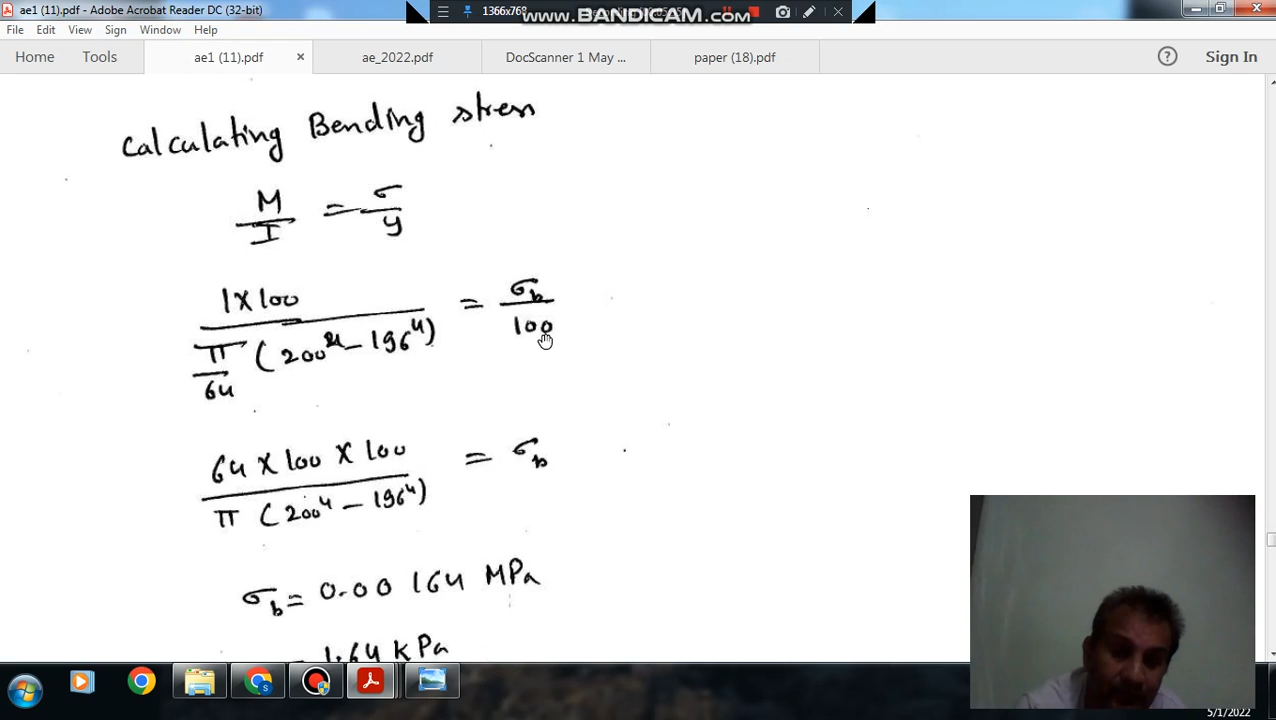 ae1 (11).pdf - Adobe Acrobat Reader DC (32-bit)
1366x768
www.BANDICAM.com
File Edit View Sign Window Help
Home Tools ae1 (11).pdf × ae_2022.pdf DocScanner 1 May ... paper (18).pdf ? Sign In
Calculating Bending stress
M/I = σ/y
1×100 / π/64 (200⁴ - 196⁴) = σb/100
64 × 100 × 100 / π (200⁴ - 196⁴) = σb
σb = 0.00164 MPa
= 1.64 kPa
5/1/2022